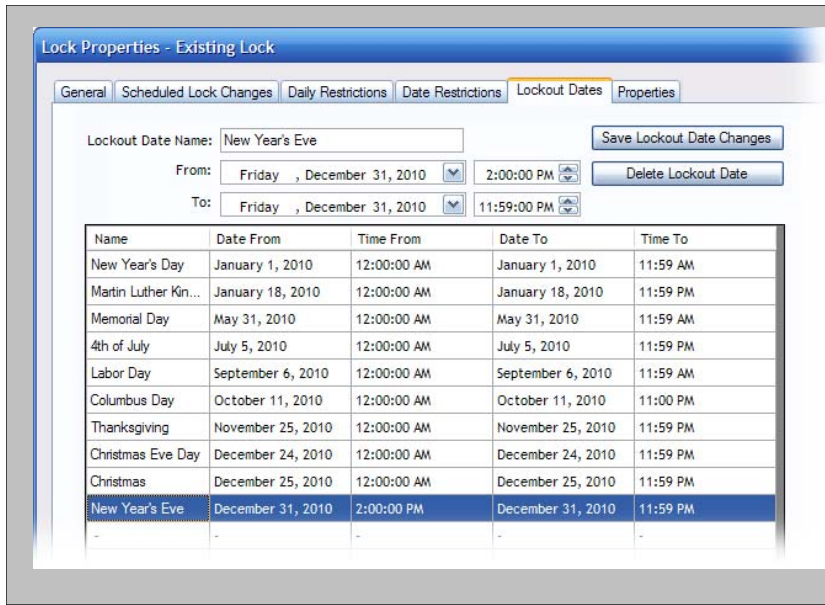 Lock Properties - Existing Lock
General Scheduled Lock Changes Daily Restrictions Date Restrictions Lockout Dates Properties
Lockout Date Name: New Year's Eve Save Lockout Date Changes
From: Friday , December 31, 2010 2:00:00 PM Delete Lockout Date
To: Friday , December 31, 2010 11:59:00 PM
Name Date From Time From Date To Time To
New Year's Day January 1, 2010 12:00:00 AM January 1, 2010 11:59 AM
Martin Luther Kin... January 18, 2010 12:00:00 AM January 18, 2010 11:59 PM
Memorial Day May 31, 2010 12:00:00 AM May 31, 2010 11:59 AM
4th of July July 5, 2010 12:00:00 AM July 5, 2010 11:59 PM
Labor Day September 6, 2010 12:00:00 AM September 6, 2010 11:59 AM
Columbus Day October 11, 2010 12:00:00 AM October 11, 2010 11:00 PM
Thanksgiving November 25, 2010 12:00:00 AM November 25, 2010 11:59 PM
Christmas Eve Day December 24, 2010 12:00:00 AM December 24, 2010 11:59 PM
Christmas December 25, 2010 12:00:00 AM December 25, 2010 11:59 PM
New Year's Eve December 31, 2010 2:00:00 PM December 31, 2010 11:59 PM
- - - - -